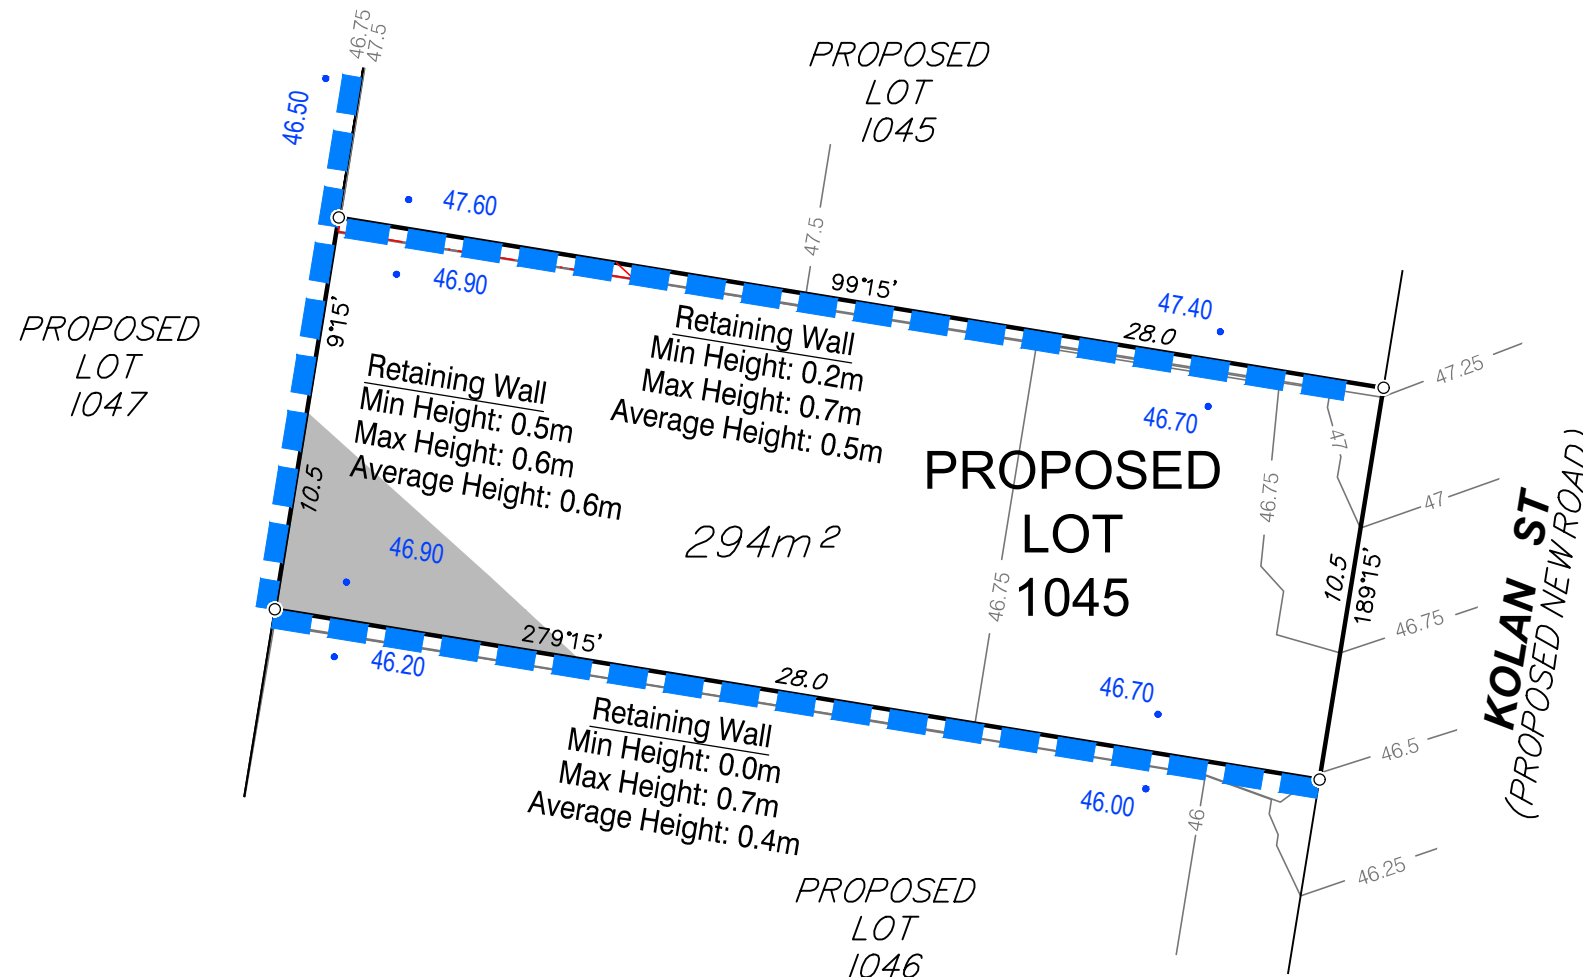 46.75
47.5
46.50
PROPOSED
LOT
1045
47.60
46.90
47.5
99°15'
47.40
28.0
47.25
PROPOSED
LOT
1047
9°15'
10.5
Retaining Wall
Min Height: 0.5m
Max Height: 0.6m
Average Height: 0.6m
Retaining Wall
Min Height: 0.2m
Max Height: 0.7m
Average Height: 0.5m
46.70
47
46.75
47
PROPOSED
LOT
1045
294m²
46.90
46.75
10.5
189°15'
46.75
KOLAN ST
(PROPOSED NEW ROAD)
279°15'
46.20
28.0
46.70
46.5
Retaining Wall
Min Height: 0.0m
Max Height: 0.7m
Average Height: 0.4m
46.00
46
46.25
PROPOSED
LOT
1046